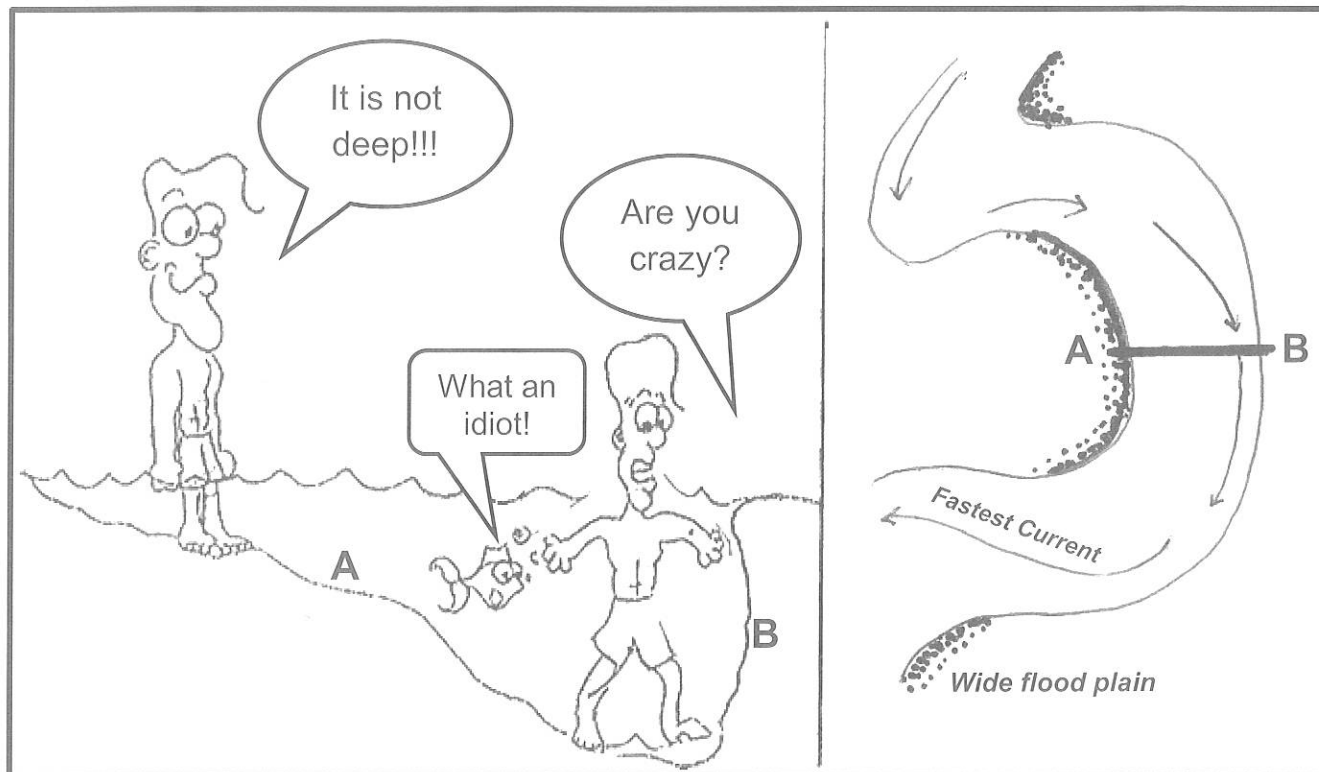 It is not
deep!!!
Are you
crazy?
What an
idiot!
A
B
A
B
Fastest Current
Wide flood plain